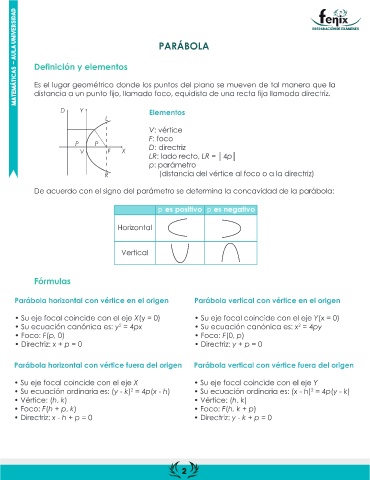 MATEMÁTICAS – AULA UNIVERSIDAD
fenix
PREPARACIÓN DE EXÁMENES
PARÁBOLA
Definición y elementos
Es el lugar geométrico donde los puntos del plano se mueven de tal manera que la
distancia a un punto fijo, llamado foco, equidista de una recta fija llamada directriz.
D Y
L
P P
V F X
R
Elementos
V: vértice
F: foco
D: directriz
LR: lado recto, LR = |4p|
p: parámetro
(distancia del vértice al foco o a la directriz)
De acuerdo con el signo del parámetro se determina la concavidad de la parábola:
p es positivo p es negativo
Horizontal
Vertical
Fórmulas
Parábola horizontal con vértice en el origen
• Su eje focal coincide con el eje X(y = 0)
• Su ecuación canónica es: y² = 4px
• Foco: F(p, 0)
• Directriz: x + p = 0
Parábola vertical con vértice en el origen
• Su eje focal coincide con el eje Y(x = 0)
• Su ecuación canónica es: x² = 4py
• Foco: F(0, p)
• Directriz: y + p = 0
Parábola horizontal con vértice fuera del origen
• Su eje focal coincide con el eje X
• Su ecuación ordinaria es: (y - k)² = 4p(x - h)
• Vértice: (h, k)
• Foco: F(h + p, k)
• Directriz: x - h + p = 0
Parábola vertical con vértice fuera del origen
• Su eje focal coincide con el eje Y
• Su ecuación ordinaria es: (x - h)² = 4p(y - k)
• Vértice: (h, k)
• Foco: F(h, k + p)
• Directriz: y - k + p = 0
2